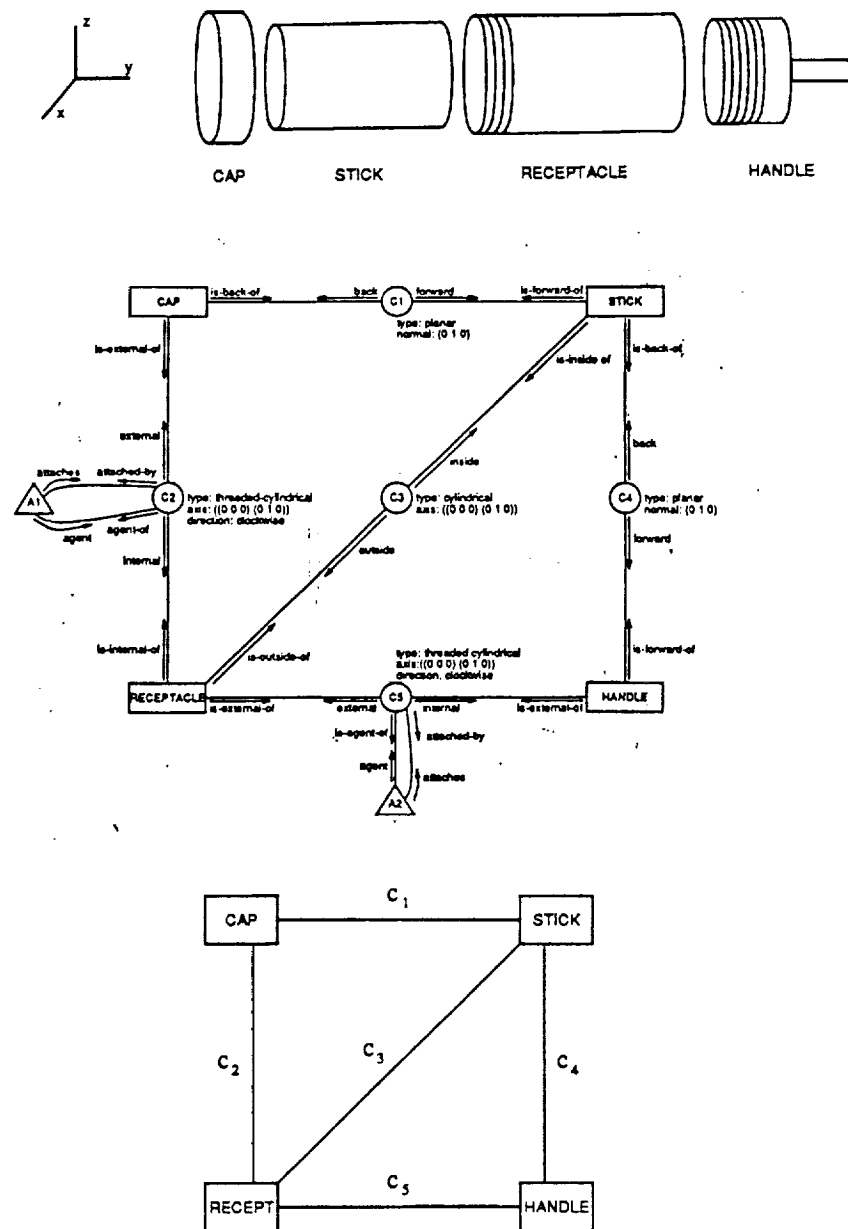 z
y
x
CAP STICK RECEPTACLE HANDLE
CAP is-back-of back C1 forward is-forward-of STICK
type: planar
normal: (0 1 0)
is-external-of is-inside of is-back-of
external inside back
attaches attached-by
A1 C2 type: threaded-cylindrical
axis: ((0 0 0) (0 1 0))
direction: clockwise
C3 type: cylindrical
axis: ((0 0 0) (0 1 0))
C4 type: planar
normal: (0 1 0)
agent agent-of
internal outside forward
is-internal-of is-outside-of is-forward-of
type: threaded cylindrical
axis:((0 0 0) (0 1 0))
direction: clockwise
RECEPTACLE is-external-of external C5 internal is-external-of HANDLE
is-agent-of attached-by
agent attaches
A2
CAP C1 STICK
C2 C3 C4
RECEPT C5 HANDLE